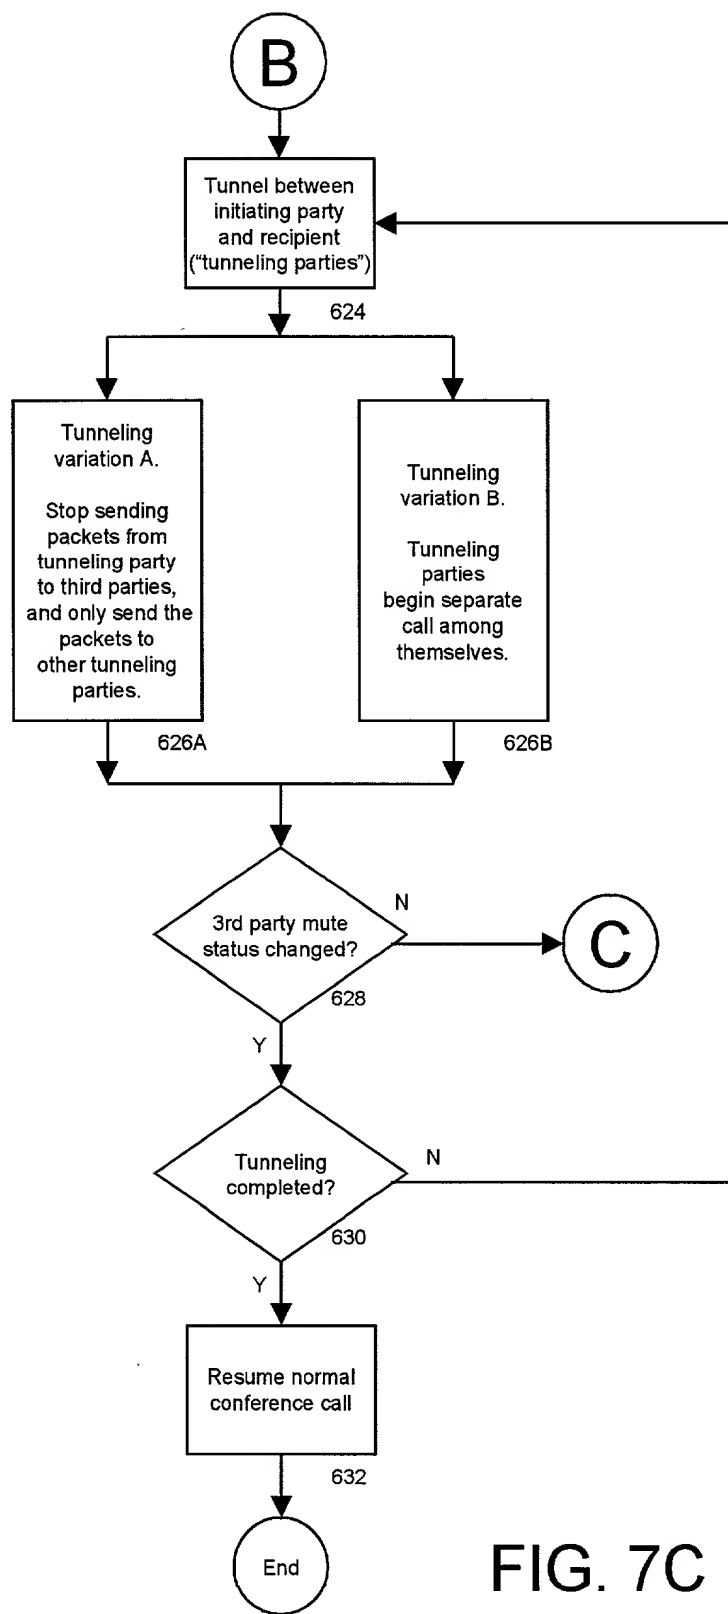 B
Tunnel between
initiating party
and recipient
("tunneling parties")
624
Tunneling
variation A.
Stop sending
packets from
tunneling party
to third parties,
and only send the
packets to
other tunneling
parties.
626A
Tunneling
variation B.
Tunneling
parties
begin separate
call among
themselves.
626B
3rd party mute
status changed?
628
N
C
Y
Tunneling
completed?
630
N
Y
Resume normal
conference call
632
End
FIG. 7C